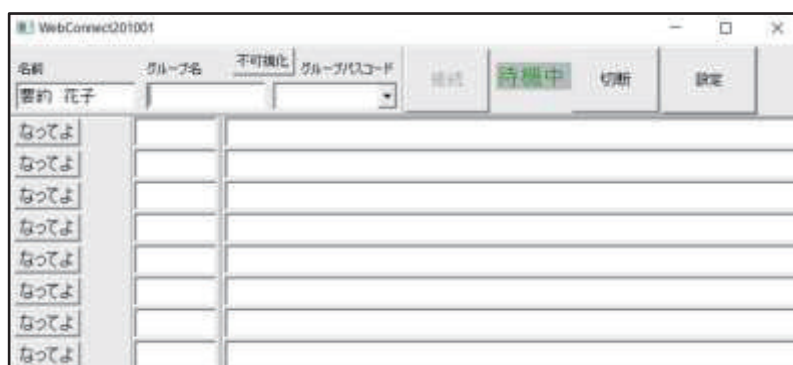 WebConnect201001
名前 グループ名 不可視化 グループパスコード 接続 待機中 切断 設定
要約 花子
なってよ
なってよ
なってよ
なってよ
なってよ
なってよ
なってよ
なってよ